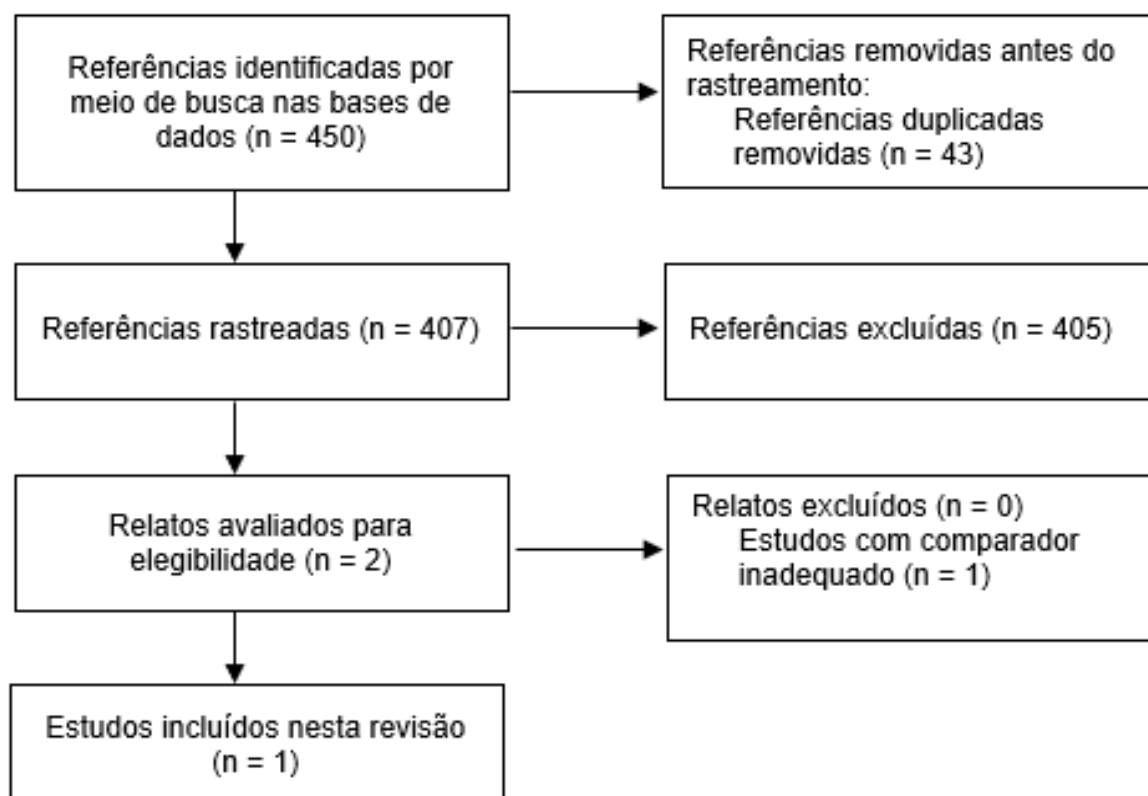 Referências identificadas por
meio de busca nas bases de
dados (n = 450)
Referências removidas antes do
rastreamento:
Referências duplicadas
removidas (n = 43)
Referências rastreadas (n = 407)
Referências excluídas (n = 405)
Relatos avaliados para
elegibilidade (n = 2)
Relatos excluídos (n = 0)
Estudos com comparador
inadequado (n = 1)
Estudos incluídos nesta revisão
(n = 1)